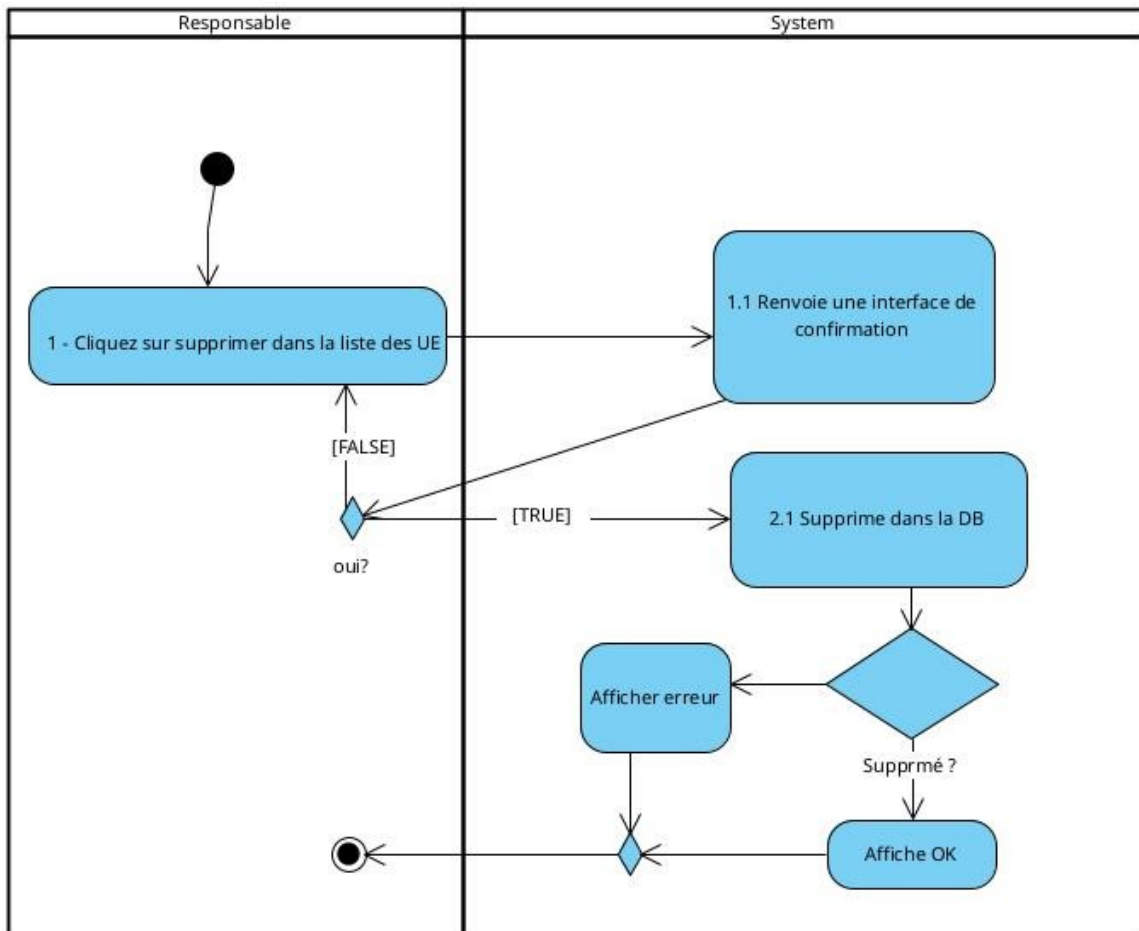 Responsable
System
1.1 Renvoie une interface de
confirmation
1 - Cliquez sur supprimer dans la liste des UE
[FALSE]
[TRUE]
2.1 Supprime dans la DB
oui?
Afficher erreur
Supprmé ?
Affiche OK